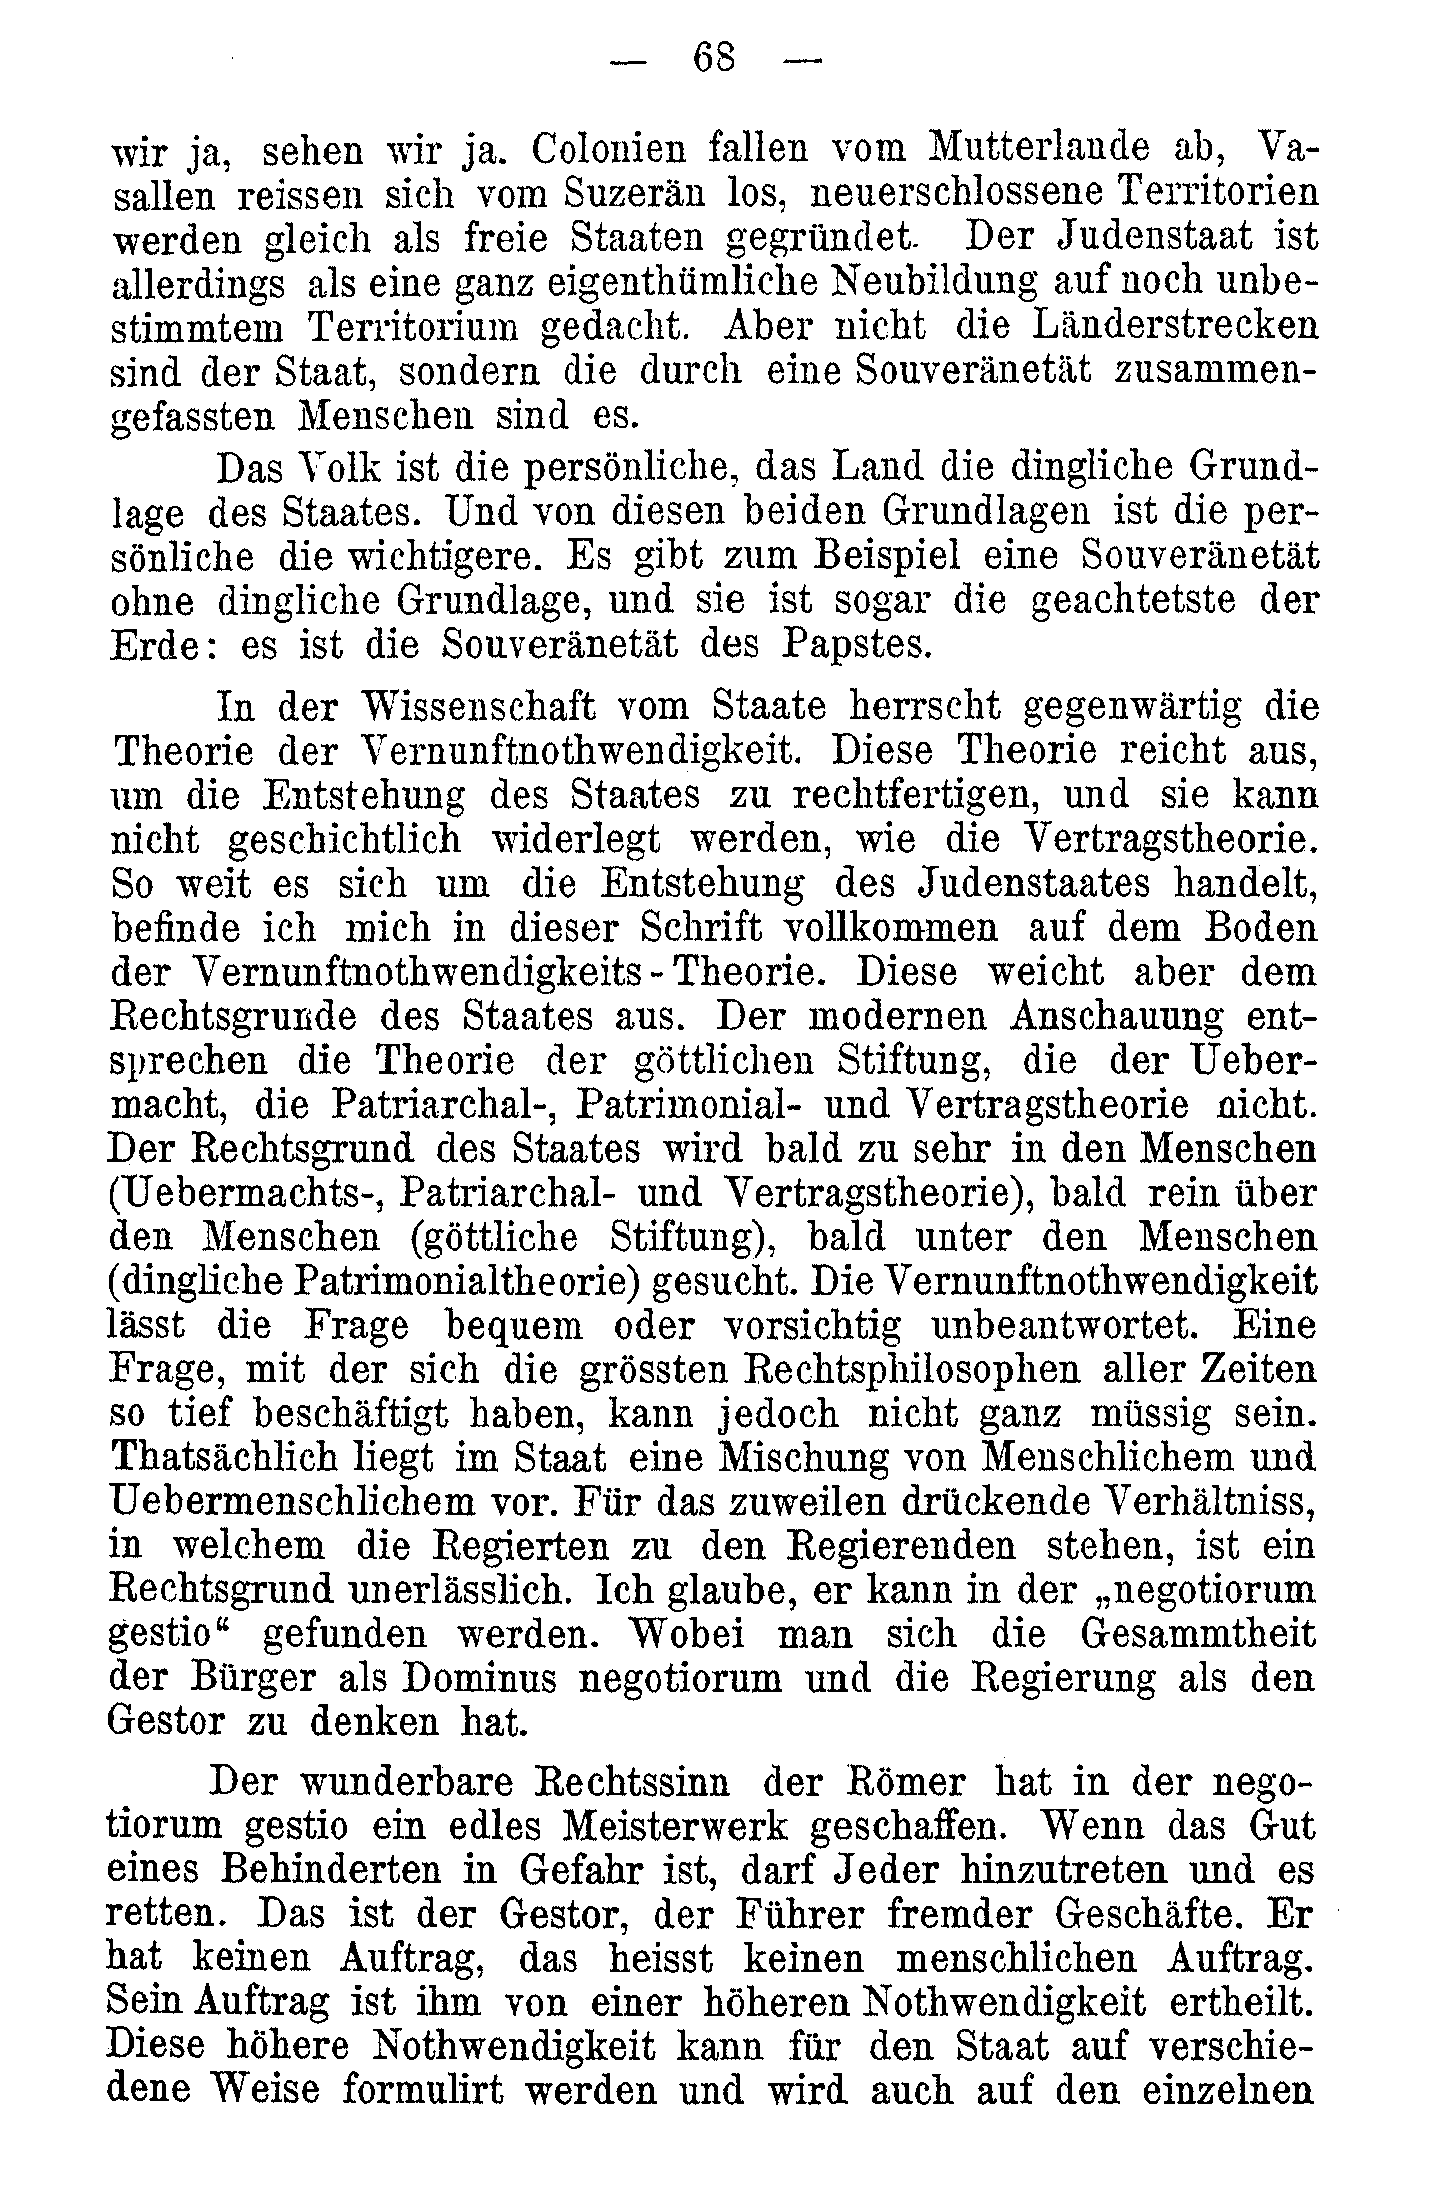 — 68 —
wir ja, sehen wir ja. Colonien fallen vom Mutterlande ab, Va-
sallen reissen sich vom Suzerän los, neuerschlossene Territorien
werden gleich als freie Staaten gegründet. Der Judenstaat ist
allerdings als eine ganz eigenthümliche Neubildung auf noch unbe-
stimmtem Territorium gedacht. Aber nicht die Länderstrecken
sind der Staat, sondern die durch eine Souveränetät zusammen-
gefassten Menschen sind es.
Das Volk ist die persönliche, das Land die dingliche Grund-
lage des Staates. Und von diesen beiden Grundlagen ist die per-
sönliche die wichtigere. Es gibt zum Beispiel eine Souveränetät
ohne dingliche Grundlage, und sie ist sogar die geachtetste der
Erde: es ist die Souveränetät des Papstes.
In der Wissenschaft vom Staate herrscht gegenwärtig die
Theorie der Vernunftnothwendigkeit. Diese Theorie reicht aus,
um die Entstehung des Staates zu rechtfertigen, und sie kann
nicht geschichtlich widerlegt werden, wie die Vertragstheorie.
So weit es sich um die Entstehung des Judenstaates handelt,
befinde ich mich in dieser Schrift vollkommen auf dem Boden
der Vernunftnothwendigkeits-Theorie. Diese weicht aber dem
Rechtsgrunde des Staates aus. Der modernen Anschauung ent-
sprechen die Theorie der göttlichen Stiftung, die der Ueber-
macht, die Patriarchal-, Patrimonial- und Vertragstheorie nicht.
Der Rechtsgrund des Staates wird bald zu sehr in den Menschen
(Uebermachts-, Patriarchal- und Vertragstheorie), bald rein über
den Menschen (göttliche Stiftung), bald unter den Menschen
(dingliche Patrimonialtheorie) gesucht. Die Vernunftnothwendigkeit
lässt die Frage bequem oder vorsichtig unbeantwortet. Eine
Frage, mit der sich die grössten Rechtsphilosophen aller Zeiten
so tief beschäftigt haben, kann jedoch nicht ganz müssig sein.
Thatsächlich liegt im Staat eine Mischung von Menschlichem und
Uebermenschlichem vor. Für das zuweilen drückende Verhältniss,
in welchem die Regierten zu den Regierenden stehen, ist ein
Rechtsgrund unerlässlich. Ich glaube, er kann in der „negotiorum
gestio“ gefunden werden. Wobei man sich die Gesammtheit
der Bürger als Dominus negotiorum und die Regierung als den
Gestor zu denken hat.
Der wunderbare Rechtssinn der Römer hat in der nego-
tiorum gestio ein edles Meisterwerk geschaffen. Wenn das Gut
eines Behinderten in Gefahr ist, darf Jeder hinzutreten und es
retten. Das ist der Gestor, der Führer fremder Geschäfte. Er
hat keinen Auftrag, das heisst keinen menschlichen Auftrag.
Sein Auftrag ist ihm von einer höheren Nothwendigkeit ertheilt.
Diese höhere Nothwendigkeit kann für den Staat auf verschie-
dene Weise formulirt werden und wird auch auf den einzelnen